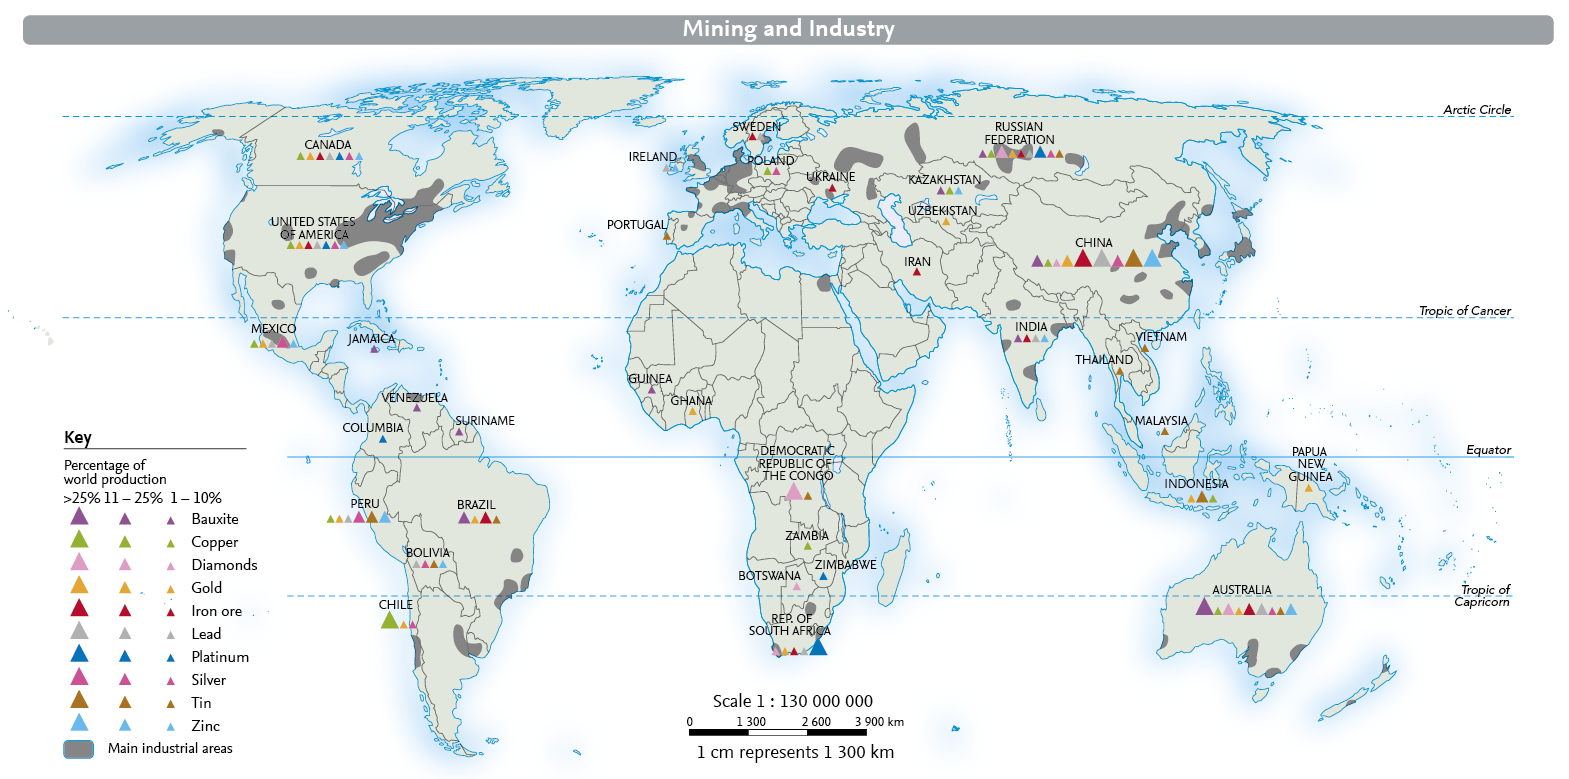 Mining and Industry
Arctic Circle
SWEDEN
RUSSIAN
FEDERATION
CANADA
IRELAND
POLAND
UKRAINE
KAZAKHSTAN
UZBEKISTAN
UNITED STATES
OF AMERICA
PORTUGAL
CHINA
IRAN
Tropic of Cancer
MEXICO
JAMAICA
INDIA
VIETNAM
THAILAND
GUINEA
GHANA
VENEZUELA
SURINAME
COLUMBIA
MALAYSIA
Equator
DEMOCRATIC
REPUBLIC OF
THE CONGO
PAPUA
NEW
GUINEA
INDONESIA
PERU
BRAZIL
ZAMBIA
BOLIVIA
BOTSWANA
ZIMBABWE
AUSTRALIA
Tropic of
Capricorn
CHILE
REP. OF
SOUTH AFRICA
Key
Percentage of
world production
>25% 11 – 25% 1 – 10%
Bauxite
Copper
Diamonds
Gold
Iron ore
Lead
Platinum
Silver
Tin
Zinc
Main industrial areas
Scale 1 : 130 000 000
0 1 300 2 600 3 900 km
1 cm represents 1 300 km